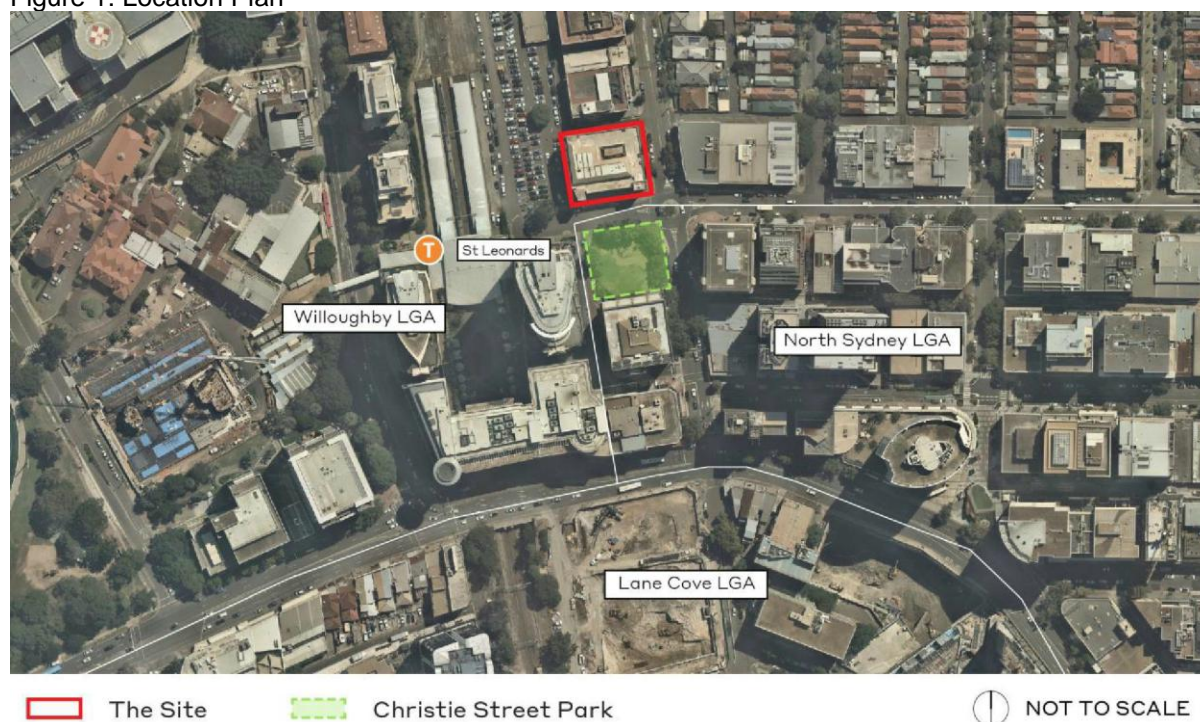 Figure 1: Location Plan
T
St Leonards
Willoughby LGA
North Sydney LGA
Lane Cove LGA
The Site
Christie Street Park
NOT TO SCALE